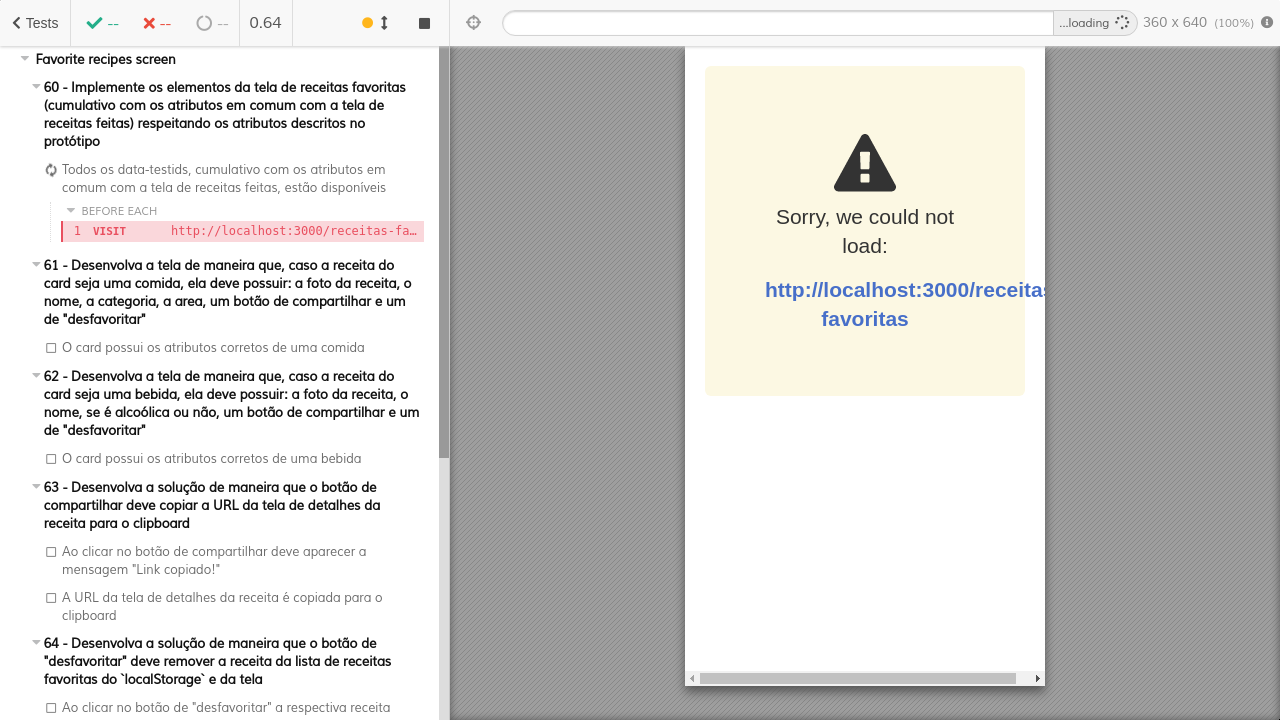 Tests
--
--
--
0.64
...loading
360 x 640 (100%)
Favorite recipes screen
60 - Implemente os elementos da tela de receitas favoritas
(cumulativo com os atributos em comum com a tela de
receitas feitas) respeitando os atributos descritos no
protótipo
Todos os data-testids, cumulativo com os atributos em
comum com a tela de receitas feitas, estão disponíveis
BEFORE EACH
1 VISIT http://localhost:3000/receitas-fa...
61 - Desenvolva a tela de maneira que, caso a receita do
card seja uma comida, ela deve possuir: a foto da receita, o
nome, a categoria, a area, um botão de compartilhar e um
de "desfavoritar"
O card possui os atributos corretos de uma comida
62 - Desenvolva a tela de maneira que, caso a receita do
card seja uma bebida, ela deve possuir: a foto da receita, o
nome, se é alcoólica ou não, um botão de compartilhar e um
de "desfavoritar"
O card possui os atributos corretos de uma bebida
63 - Desenvolva a solução de maneira que o botão de
compartilhar deve copiar a URL da tela de detalhes da
receita para o clipboard
Ao clicar no botão de compartilhar deve aparecer a
mensagem "Link copiado!"
A URL da tela de detalhes da receita é copiada para o
clipboard
64 - Desenvolva a solução de maneira que o botão de
"desfavoritar" deve remover a receita da lista de receitas
favoritas do `localStorage` e da tela
Ao clicar no botão de "desfavoritar" a respectiva receita
Sorry, we could not
load:
http://localhost:3000/receitas
favoritas